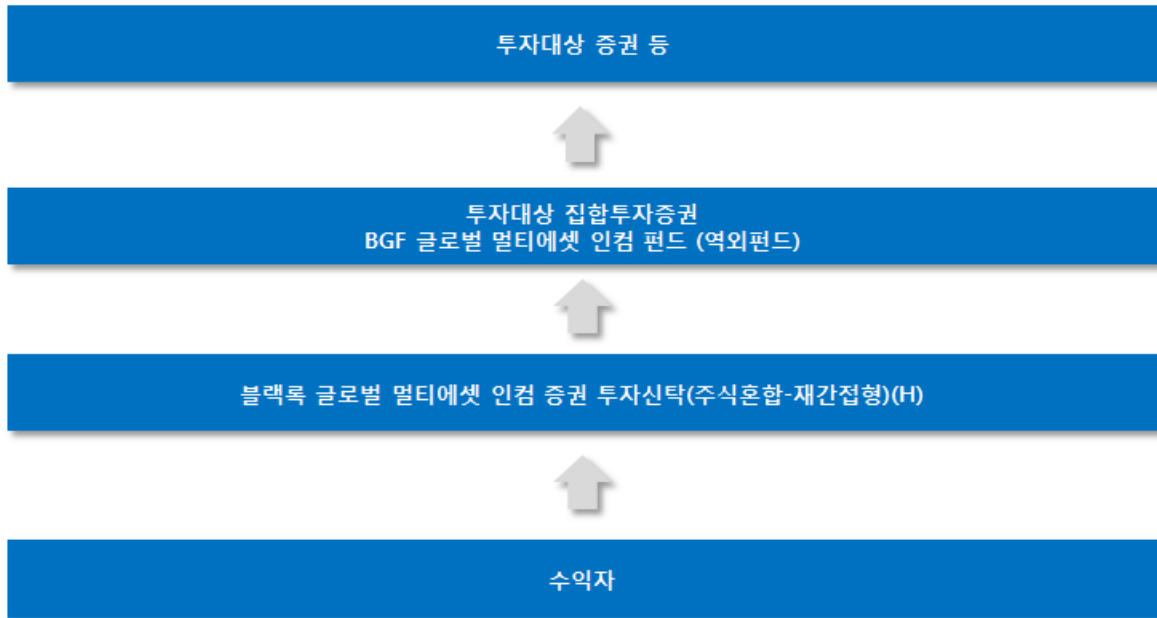 투자대상 증권 등
투자대상 집합투자증권
BGF 글로벌 멀티에셋 인컴 펀드 (역외펀드)
블랙록 글로벌 멀티에셋 인컴 증권 투자신탁(주식혼합-재간접형)(H)
수익자